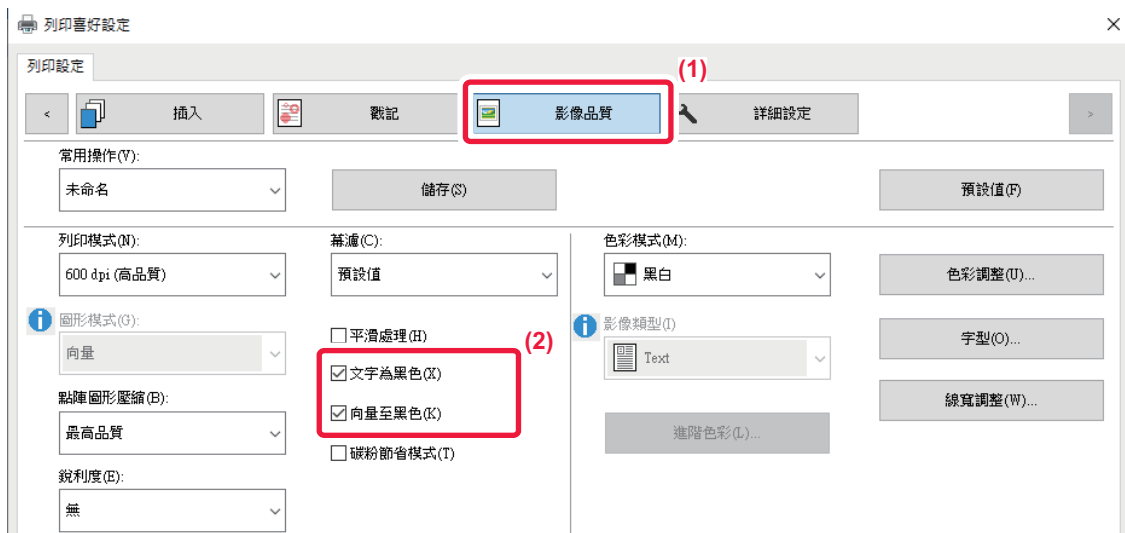 列印喜好設定
列印設定
(1)
<
插入
戳記
影像品質
詳細設定
>
常用操作(V):
未命名
儲存(S)
預設值(F)
列印模式(N):
600 dpi (高品質)
幕濾(C):
預設值
色彩模式(M):
黑白
色彩調整(U)...
圖形模式(G):
向量
平滑處理(H)
(2)
文字為黑色(X)
向量至黑色(K)
碳粉節省模式(T)
影像類型(I)
Text
字型(O)...
點陣圖形壓縮(B):
最高品質
進階色彩(L)...
線寬調整(W)...
銳利度(E):
無